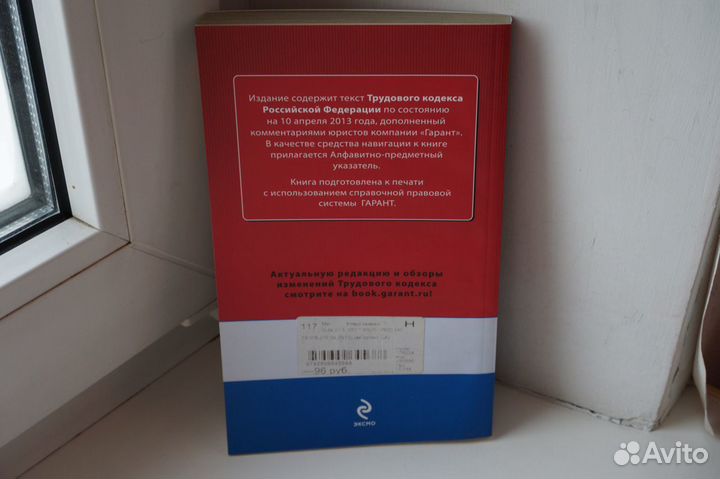 Издание содержит текст Трудового кодекса
Российской Федерации по состоянию
на 10 апреля 2013 года, дополненный
комментариями юристов компании «Гарант».
В качестве средства навигации к книге
прилагается Алфавитно-предметный
указатель.
Книга подготовлена к печати
с использованием справочной правовой
системы ГАРАНТ.
Актуальную редакцию и обзоры
изменений Трудового кодекса
смотрите на book.garant.ru!
117
Н
96 руб.
ЭКСМО
Avito